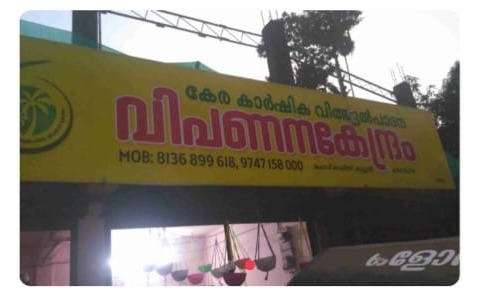 കേര കാർഷിക വിത്തുൽപാദന
വിപണനകേന്ദ്രം
MOB: 8136 899 618, 9747 158 000